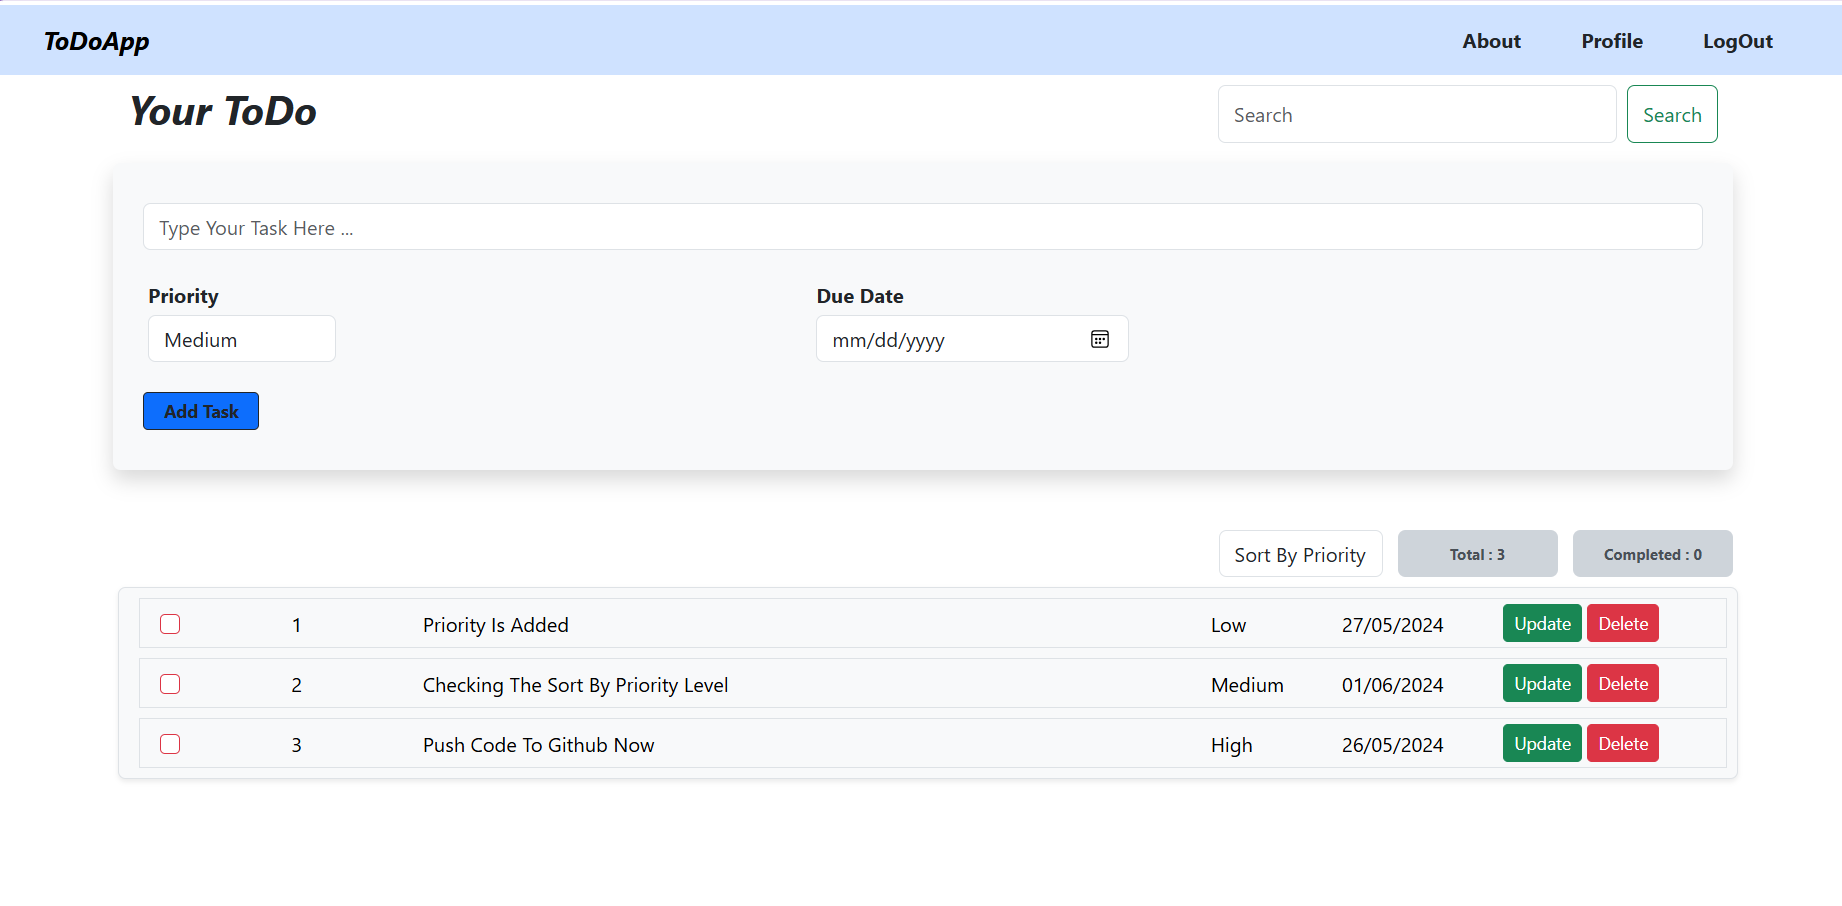 ToDoApp About Profile LogOut
Your ToDo Search Search
Type Your Task Here ...
Priority Due Date
Medium mm/dd/yyyy
Add Task
Sort By Priority Total : 3 Completed : 0
1 Priority Is Added Low 27/05/2024 Update Delete
2 Checking The Sort By Priority Level Medium 01/06/2024 Update Delete
3 Push Code To Github Now High 26/05/2024 Update Delete